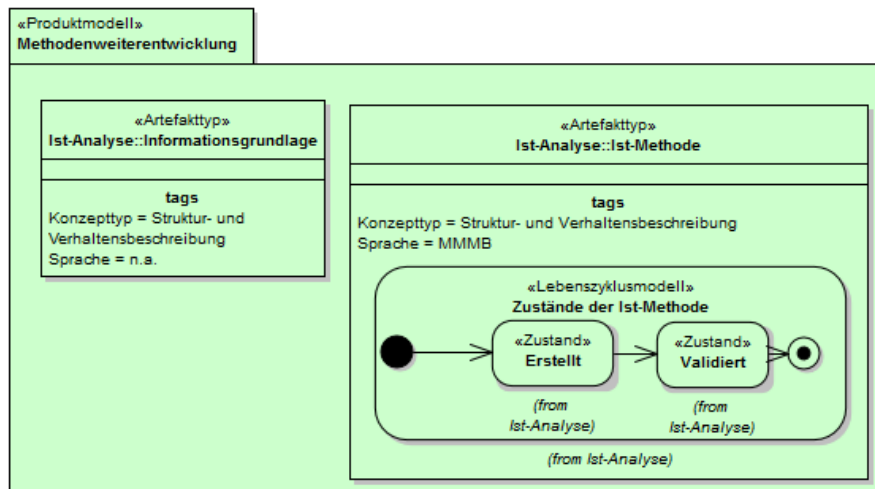 «Produktmodell»
Methodenweiterentwicklung
«Artefakttyp»
Ist-Analyse::Informationsgrundlage
tags
Konzepttyp = Struktur- und
Verhaltensbeschreibung
Sprache = n.a.
«Artefakttyp»
Ist-Analyse::Ist-Methode
tags
Konzepttyp = Struktur- und Verhaltensbeschreibung
Sprache = MMMB
«Lebenszyklusmodell»
Zustände der Ist-Methode
«Zustand»
Erstellt
(from
Ist-Analyse)
«Zustand»
Validiert
(from
Ist-Analyse)
(from Ist-Analyse)